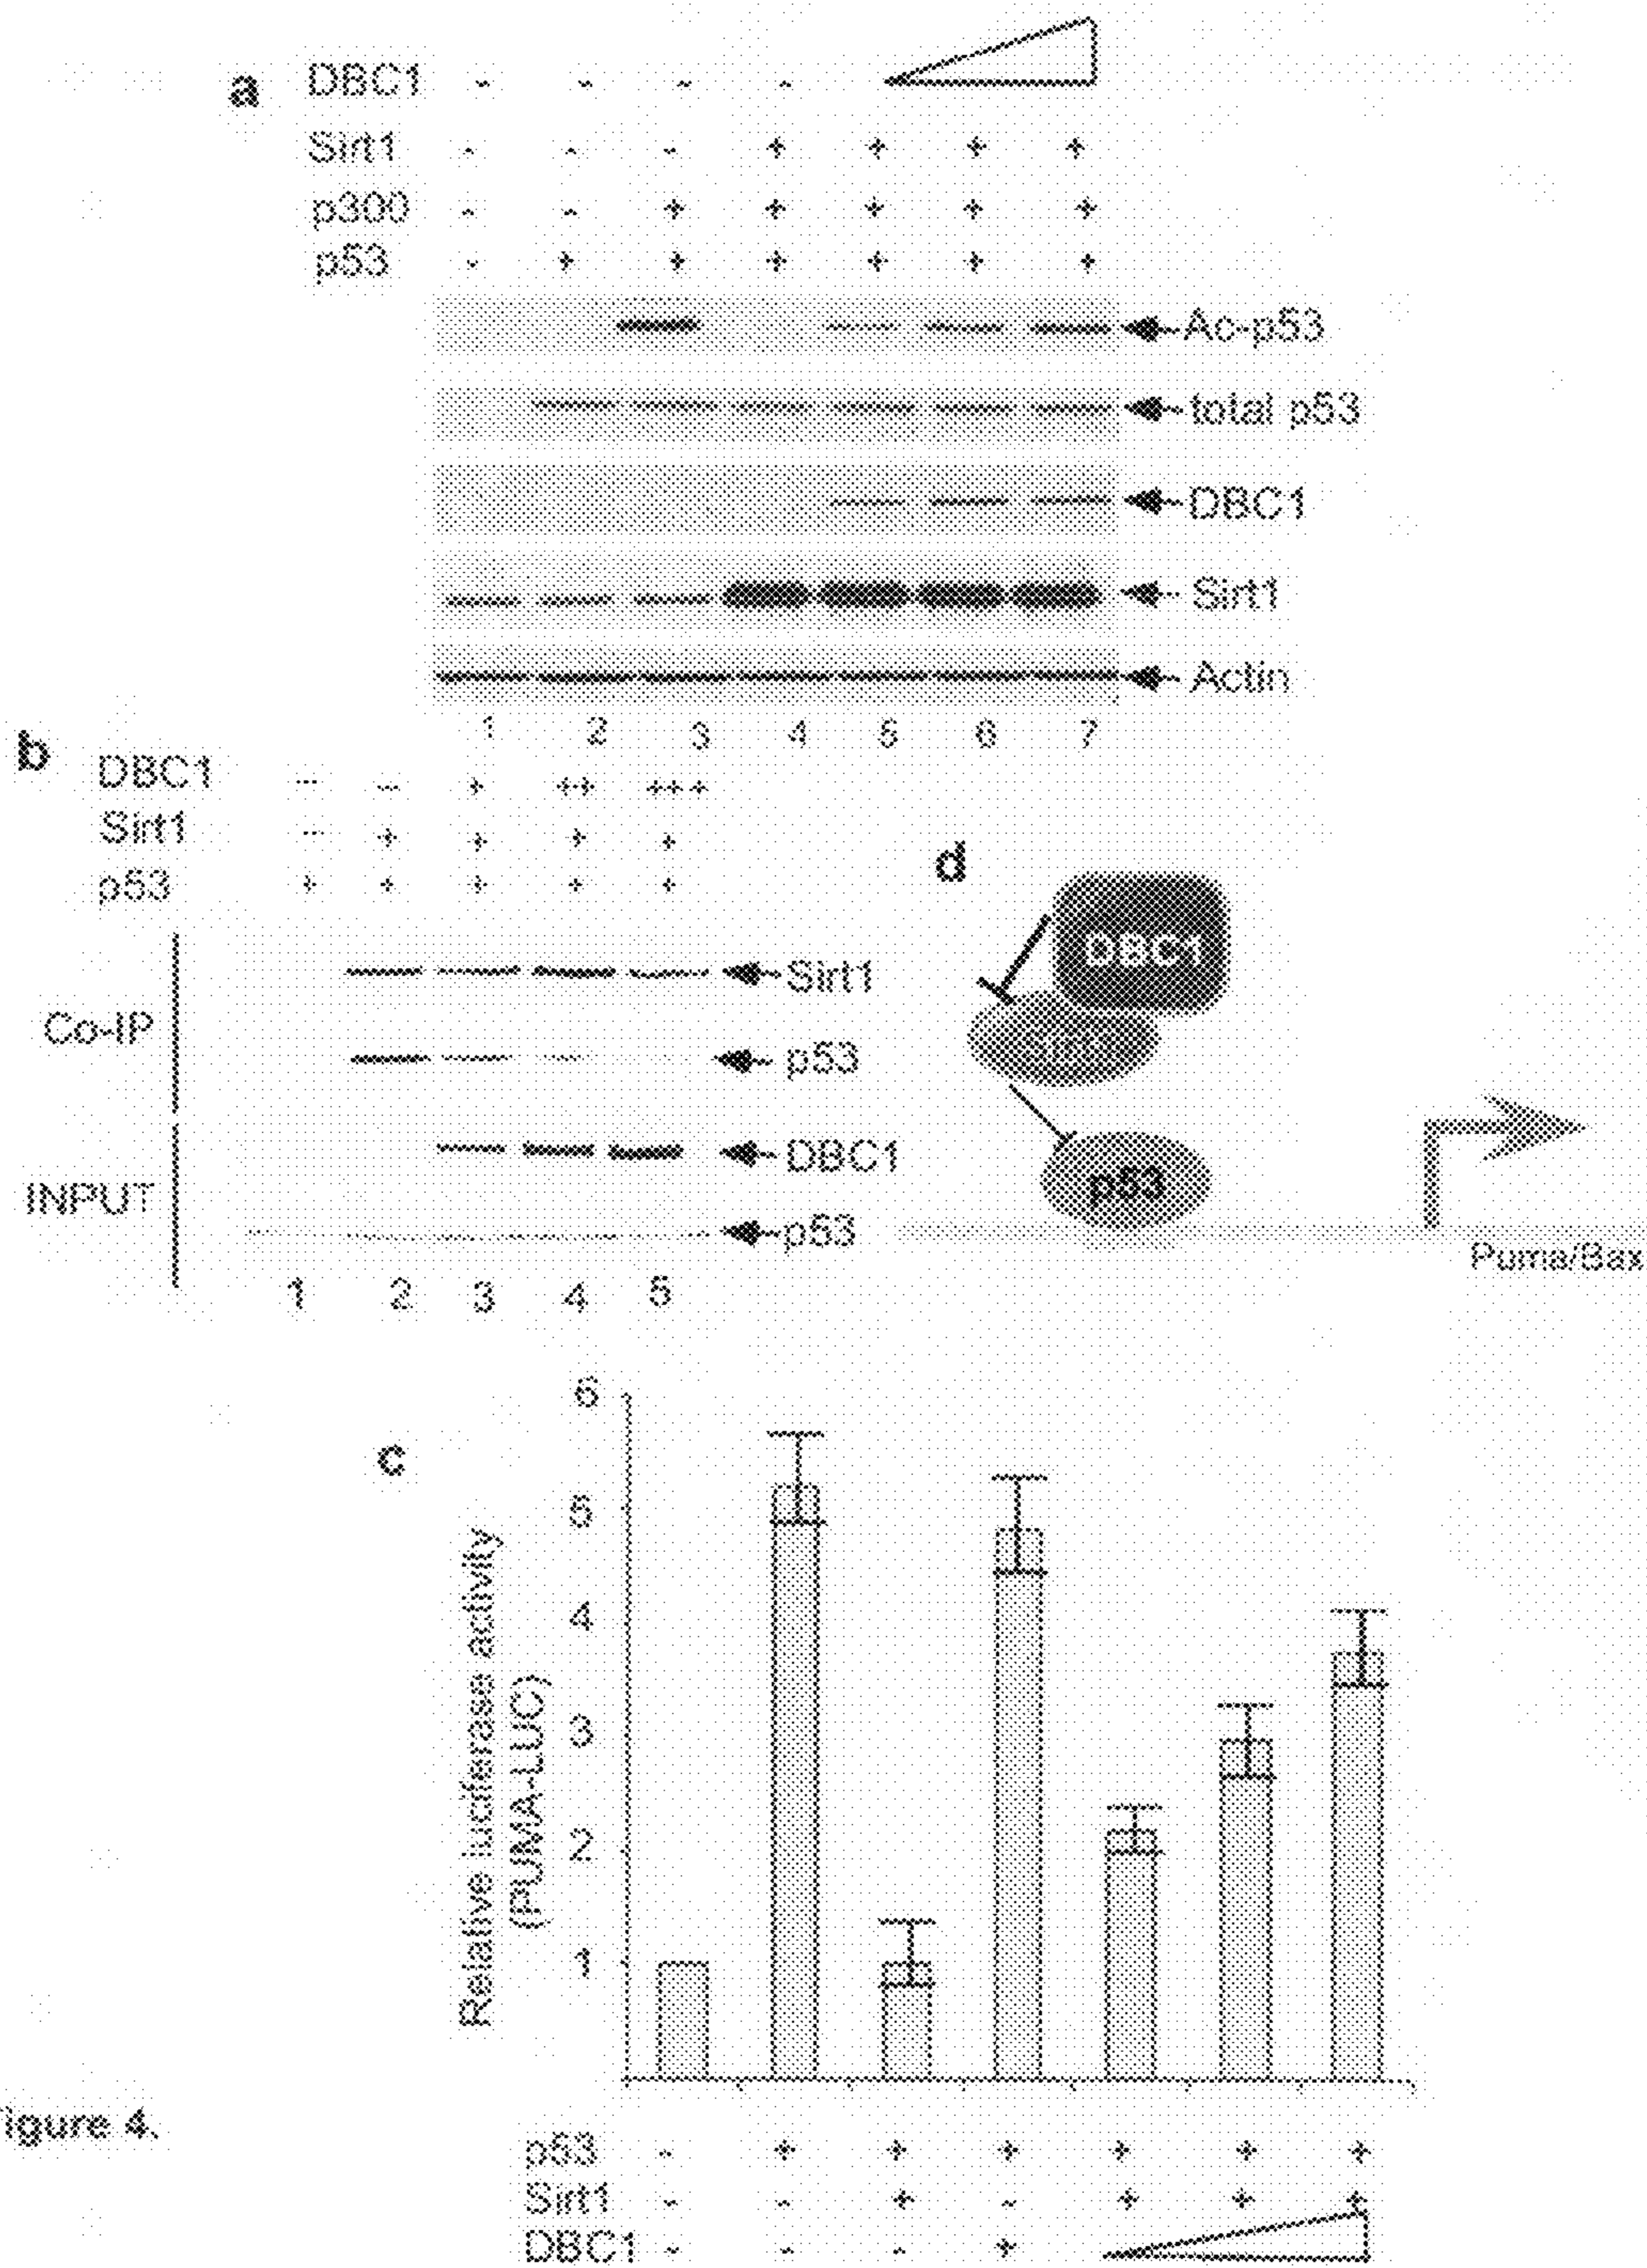 a DBC1 - - - -
Sirt1 - - - + + + +
p300 - - + + + + +
p53 - + + + + + +
Ac-p53
total p53
DBC1
Sirt1
Actin
1 2 3 4 5 6 7
b
DBC1 - - + ++ +++
Sirt1 - + + + +
p53 + + + + +
Co-IP
Sirt1
p53
INPUT
DBC1
p53
1 2 3 4 5
d
DBC1
p53
Puma/Bax
c
Relative luciferase activity
(PUMA-LUC)
6
5
4
3
2
1
p53 - + + + + + +
Sirt1 - - + - + + +
DBC1 - - - +
igure 4.